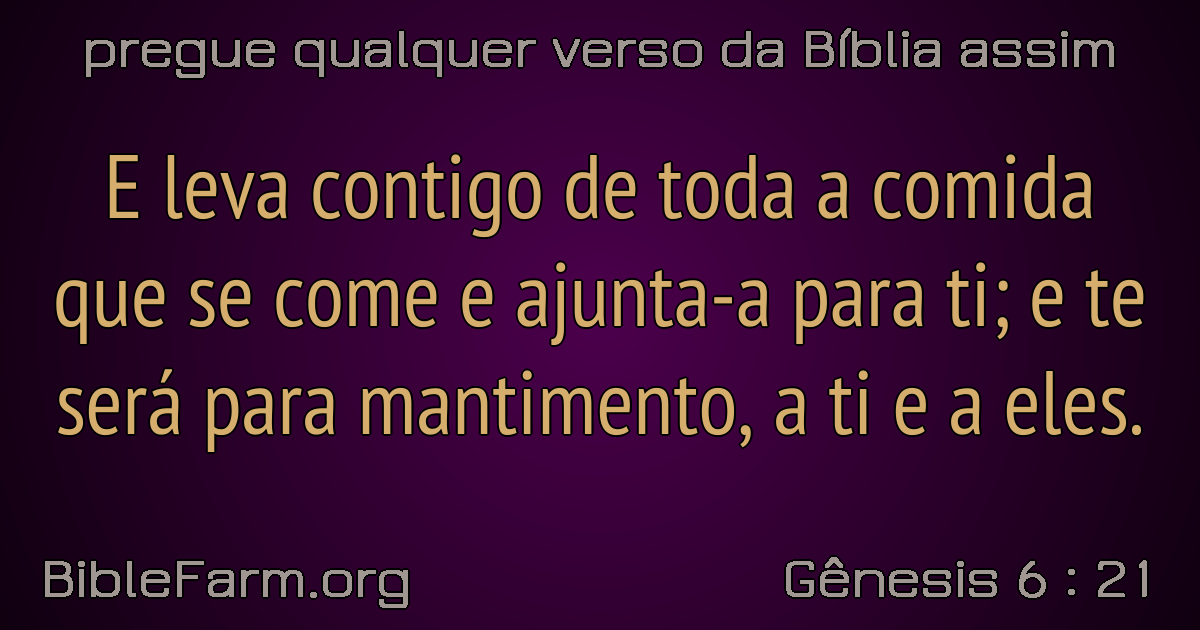 pregue qualquer verso da Bíblia assim
E leva contigo de toda a comida
que se come e ajunta-a para ti; e te
será para mantimento, a ti e a eles.
BibleFarm.org
Gênesis 6 : 21